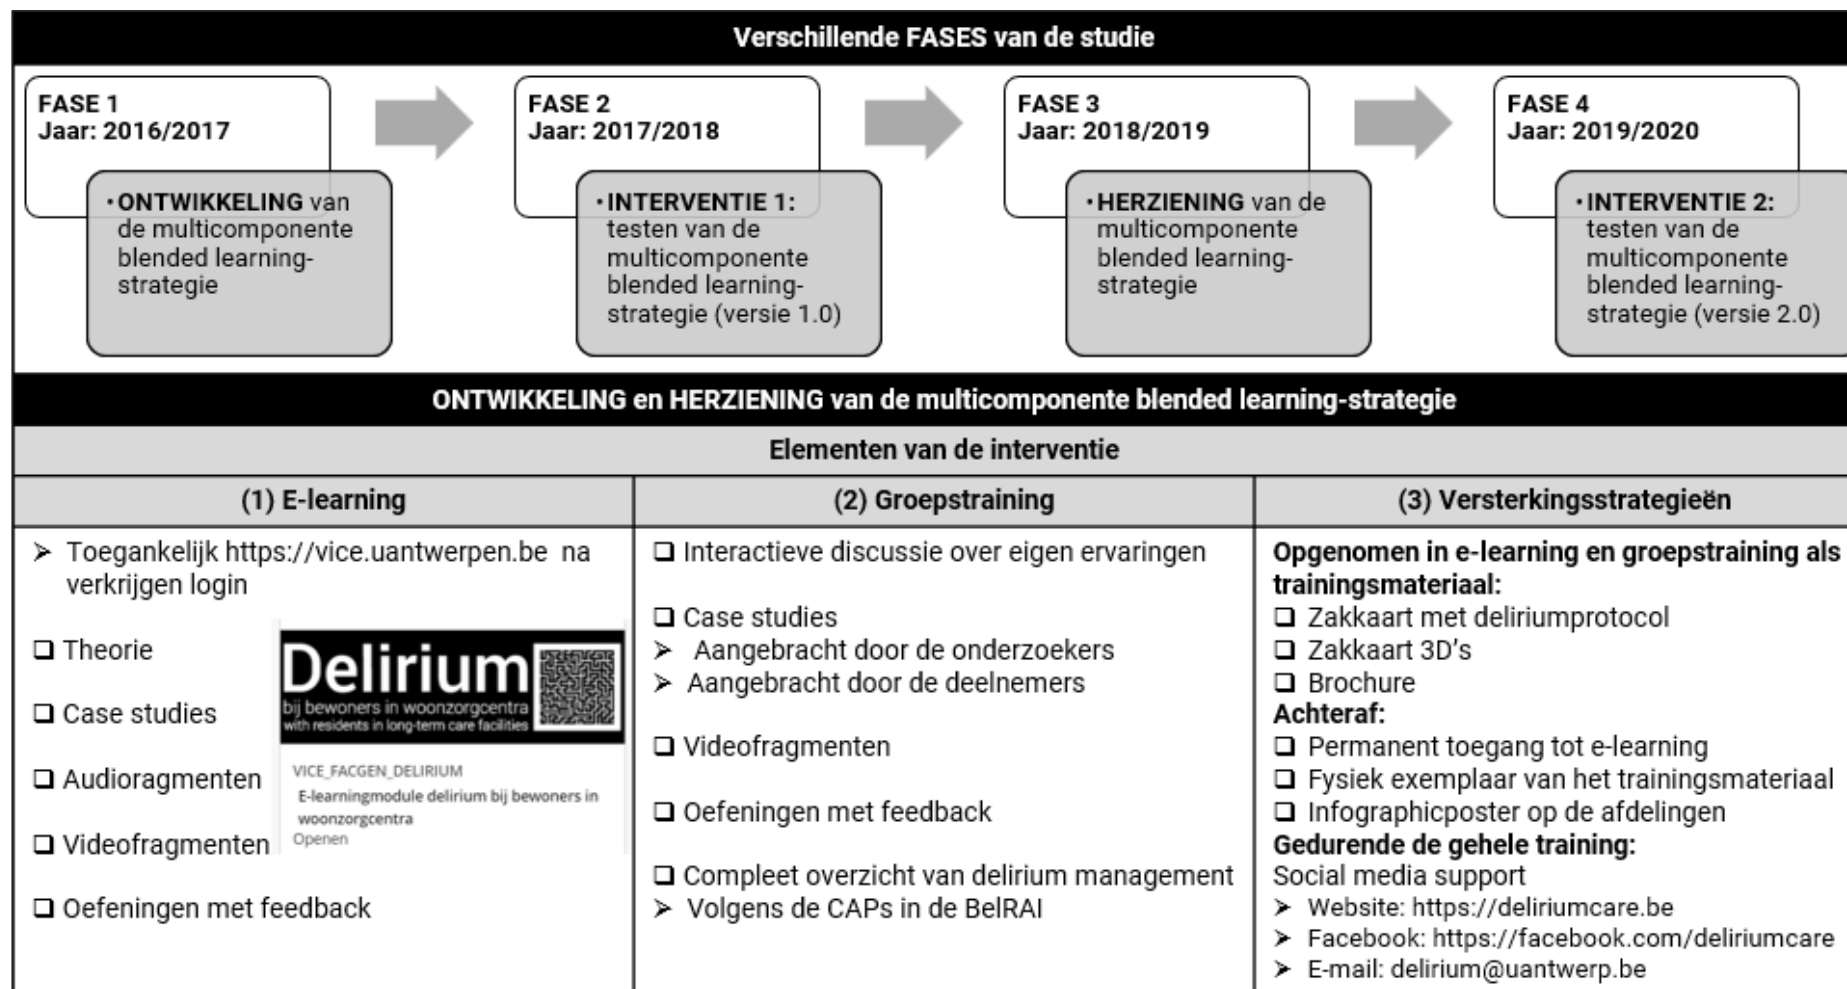 Verschillende FASES van de studie
FASE 1
Jaar: 2016/2017
•ONTWIKKELING van
de multicomponente
blended learning-
strategie
FASE 2
Jaar: 2017/2018
•INTERVENTIE 1:
testen van de
multicomponente
blended learning-
strategie (versie 1.0)
FASE 3
Jaar: 2018/2019
•HERZIENING van de
multicomponente
blended learning-
strategie
FASE 4
Jaar: 2019/2020
•INTERVENTIE 2:
testen van de
multicomponente
blended learning-
strategie (versie 2.0)
ONTWIKKELING en HERZIENING van de multicomponente blended learning-strategie
Elementen van de interventie
(1) E-learning
➢ Toegankelijk https://vice.uantwerpen.be na
verkrijgen login
❑ Theorie
❑ Case studies
❑ Audioragmenten
❑ Videofragmenten
❑ Oefeningen met feedback
Delirium
bij bewoners in woonzorgcentra
with residents in long-term care facilities
VICE_FACGEN_DELIRIUM
E-learningmodule delirium bij bewoners in
woonzorgcentra
Openen
(2) Groepstraining
❑ Interactieve discussie over eigen ervaringen
❑ Case studies
➢ Aangebracht door de onderzoekers
➢ Aangebracht door de deelnemers
❑ Videofragmenten
❑ Oefeningen met feedback
❑ Compleet overzicht van delirium management
➢ Volgens de CAPs in de BelRAI
(3) Versterkingsstrategieën
Opgenomen in e-learning en groepstraining als
trainingsmateriaal:
❑ Zakkaart met deliriumprotocol
❑ Zakkaart 3D’s
❑ Brochure
Achteraf:
❑ Permanent toegang tot e-learning
❑ Fysiek exemplaar van het trainingsmateriaal
❑ Infographicposter op de afdelingen
Gedurende de gehele training:
Social media support
➢ Website: https://deliriumcare.be
➢ Facebook: https://facebook.com/deliriumcare
➢ E-mail: delirium@uantwerp.be